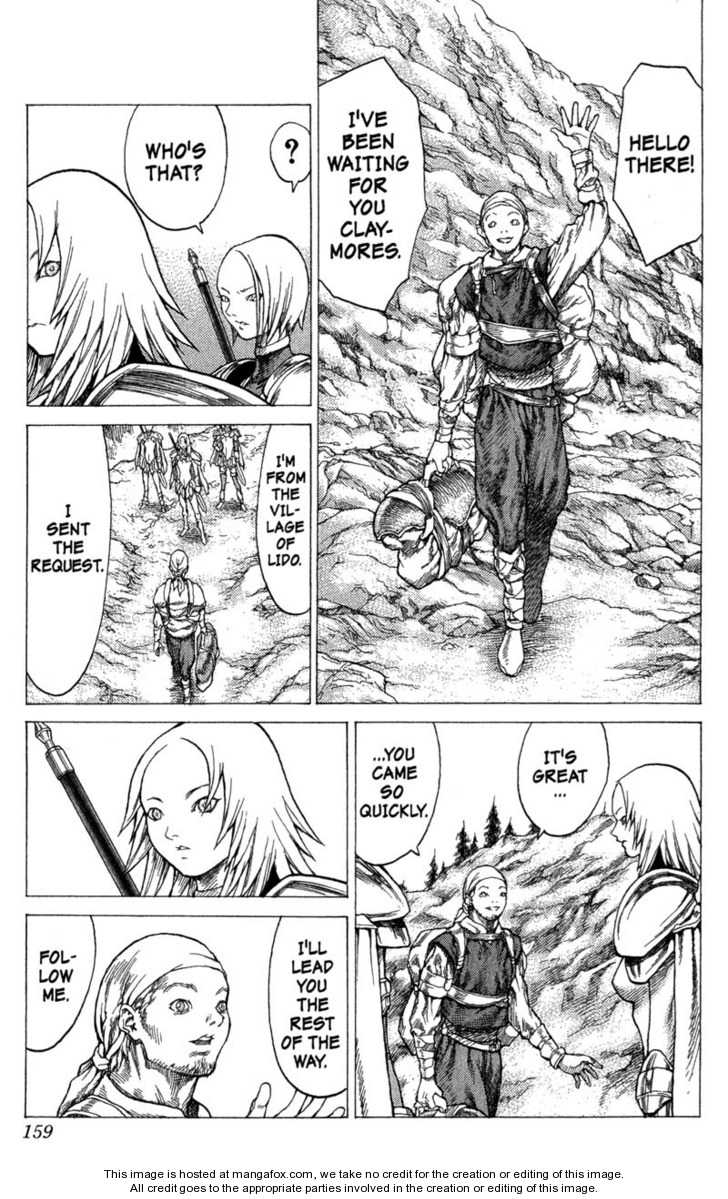 HELLO
THERE!
I'VE
BEEN
WAITING
FOR
YOU
CLAY-
MORES.
?
WHO'S
THAT?
I'M
FROM
THE
VIL-
LAGE
OF
LIDO.
I
SENT
THE
REQUEST.
IT'S
GREAT
...
...YOU
CAME
SO
QUICKLY.
I'LL
LEAD
YOU
THE
REST
OF THE
WAY.
FOL-
LOW
ME.
159
This image is hosted at mangafox.com, we take no credit for the creation or editing of this image.
All credit goes to the appropriate parties involved in the creation or editing of this image.